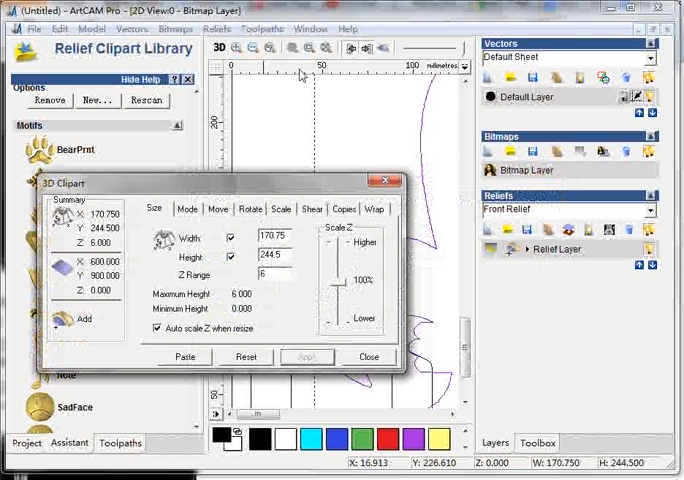 (Untitled) - ArtCAM Pro - [2D View:0 - Bitmap Layer]
File Edit Model Vectors Bitmaps Reliefs Toolpaths Window Help
Relief Clipart Library
Hide Help ? ×
Options
Remove New... Rescan
Motifs
BearPrnt
SadFace
Project Assistant Toolpaths
3D
0 50 100 millimetres
200
50
3D Clipart
Summary
X: 170.750
Y: 244.500
Z: 6.000
X: 600.000
Y: 900.000
Z: 0.000
Add
Size Mode Move Rotate Scale Shear Copies Wrap
Width: 170.75
Height: 244.5
Z Range 6
Maximum Height 6.000
Minimum Height 0.000
Auto scale Z when resize
Scale Z
Higher
100%
Lower
Paste Reset Apply Close
Vectors
Default Sheet
Default Layer
Bitmaps
Bitmap Layer
Reliefs
Front Relief
Relief Layer
Layers Toolbox
X: 16.913 Y: 226.610 Z: 0.000 W: 170.750 H: 244.500